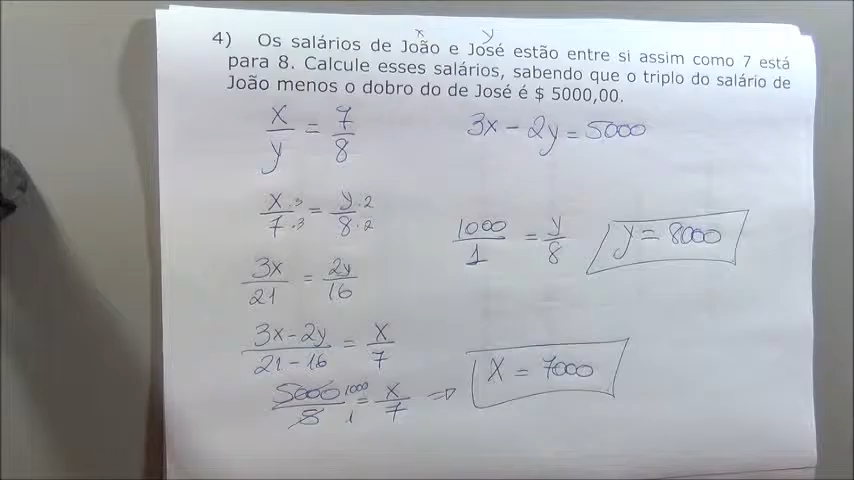 x y
4) Os salários de João e José estão entre si assim como 7 está
para 8. Calcule esses salários, sabendo que o triplo do salário de
João menos o dobro do de José é $ 5000,00.
x/y = 7/8
3x - 2y = 5000
x·3/7·3 = y·2/8·2
1000/1 = y/8
y = 8000
3x/21 = 2y/16
3x-2y/21-16 = x/7
5000/5 1000/1 = x/7 ⇒ x = 7000